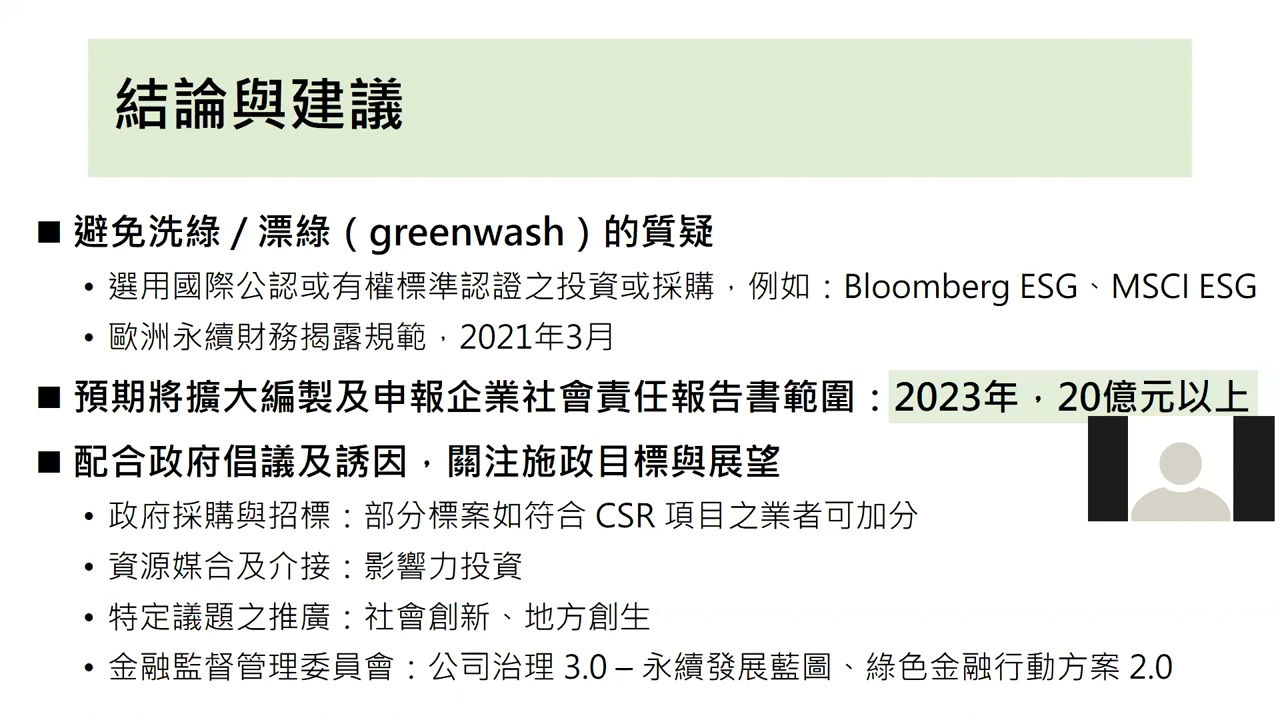 結論與建議
■ 避免洗綠 / 漂綠（greenwash）的質疑
• 選用國際公認或有權標準認證之投資或採購，例如：Bloomberg ESG、MSCI ESG
• 歐洲永續財務揭露規範，2021年3月
■ 預期將擴大編製及申報企業社會責任報告書範圍：2023年，20億元以上
■ 配合政府倡議及誘因，關注施政目標與展望
• 政府採購與招標：部分標案如符合 CSR 項目之業者可加分
• 資源媒合及介接：影響力投資
• 特定議題之推廣：社會創新、地方創生
• 金融監督管理委員會：公司治理 3.0 – 永續發展藍圖、綠色金融行動方案 2.0